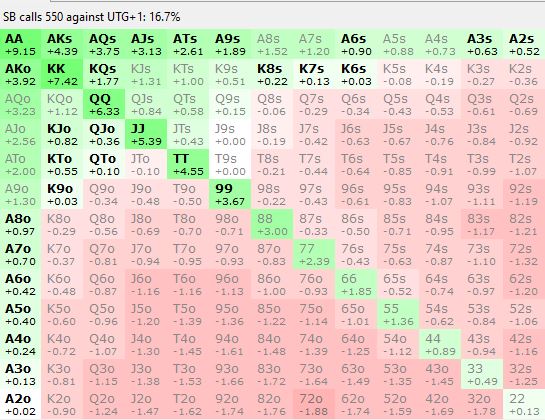 SB calls 550 against UTG+1: 16.7%
AA AKs AQs AJs ATs A9s A8s A7s A6s A5s A4s A3s A2s
+9.15 +4.39 +3.75 +3.13 +2.61 +1.89 +1.52 +1.20 +0.90 +0.88 +0.73 +0.63 +0.52
AKo KK KQs KJs KTs K9s K8s K7s K6s K5s K4s K3s K2s
+3.92 +7.42 +1.77 +1.31 +1.00 +0.51 +0.22 +0.13 +0.03 -0.08 -0.19 -0.27 -0.36
AQo KQo QQ QJs QTs Q9s Q8s Q7s Q6s Q5s Q4s Q3s Q2s
+3.23 +1.12 +6.33 +0.84 +0.58 +0.15 -0.06 -0.29 -0.34 -0.43 -0.53 -0.61 -0.69
AJo KJo QJo JJ JTs J9s J8s J7s J6s J5s J4s J3s J2s
+2.56 +0.82 +0.36 +5.39 +0.43 +0.00 -0.19 -0.42 -0.63 -0.67 -0.76 -0.84 -0.92
ATo KTo QTo JTo TT T9s T8s T7s T6s T5s T4s T3s T2s
+2.00 +0.55 +0.10 -0.10 +4.55 -0.00 -0.21 -0.44 -0.64 -0.85 -0.91 -0.99 -1.07
A9o K9o Q9o J9o T9o 99 98s 97s 96s 95s 94s 93s 92s
+1.30 +0.03 -0.34 -0.48 -0.50 +3.67 -0.22 -0.43 -0.61 -0.83 -1.07 -1.11 -1.19
A8o K8o Q8o J8o T8o 98o 88 87s 86s 85s 84s 83s 82s
+0.97 -0.29 -0.56 -0.69 -0.70 -0.71 +3.00 -0.33 -0.50 -0.71 -0.95 -1.17 -1.21
A7o K7o Q7o J7o T7o 97o 87o 77 76s 75s 74s 73s 72s
+0.70 -0.37 -0.81 -0.94 -0.95 -0.93 -0.83 +2.39 -0.43 -0.63 -0.87 -1.10 -1.32
A6o K6o Q6o J6o T6o 96o 86o 76o 66 65s 64s 63s 62s
+0.42 -0.48 -0.87 -1.16 -1.16 -1.13 -1.00 -0.93 +1.85 -0.52 -0.74 -0.97 -1.20
A5o K5o Q5o J5o T5o 95o 85o 75o 65o 55 54s 53s 52s
+0.40 -0.60 -0.96 -1.20 -1.39 -1.36 -1.22 -1.14 -1.01 +1.36 -0.62 -0.84 -1.06
A4o K4o Q4o J4o T4o 94o 84o 74o 64o 54o 44 43s 42s
+0.24 -0.72 -1.07 -1.30 -1.45 -1.61 -1.48 -1.39 -1.25 -1.12 +0.89 -0.94 -1.16
A3o K3o Q3o J3o T3o 93o 83o 73o 63o 53o 43o 33 32s
+0.13 -0.81 -1.15 -1.38 -1.53 -1.66 -1.72 -1.64 -1.49 -1.35 -1.45 +0.49 -1.25
A2o K2o Q2o J2o T2o 92o 82o 72o 62o 52o 42o 32o 22
+0.02 -0.90 -1.24 -1.47 -1.62 -1.74 -1.76 -1.88 -1.74 -1.59 -1.69 -1.78 +0.13